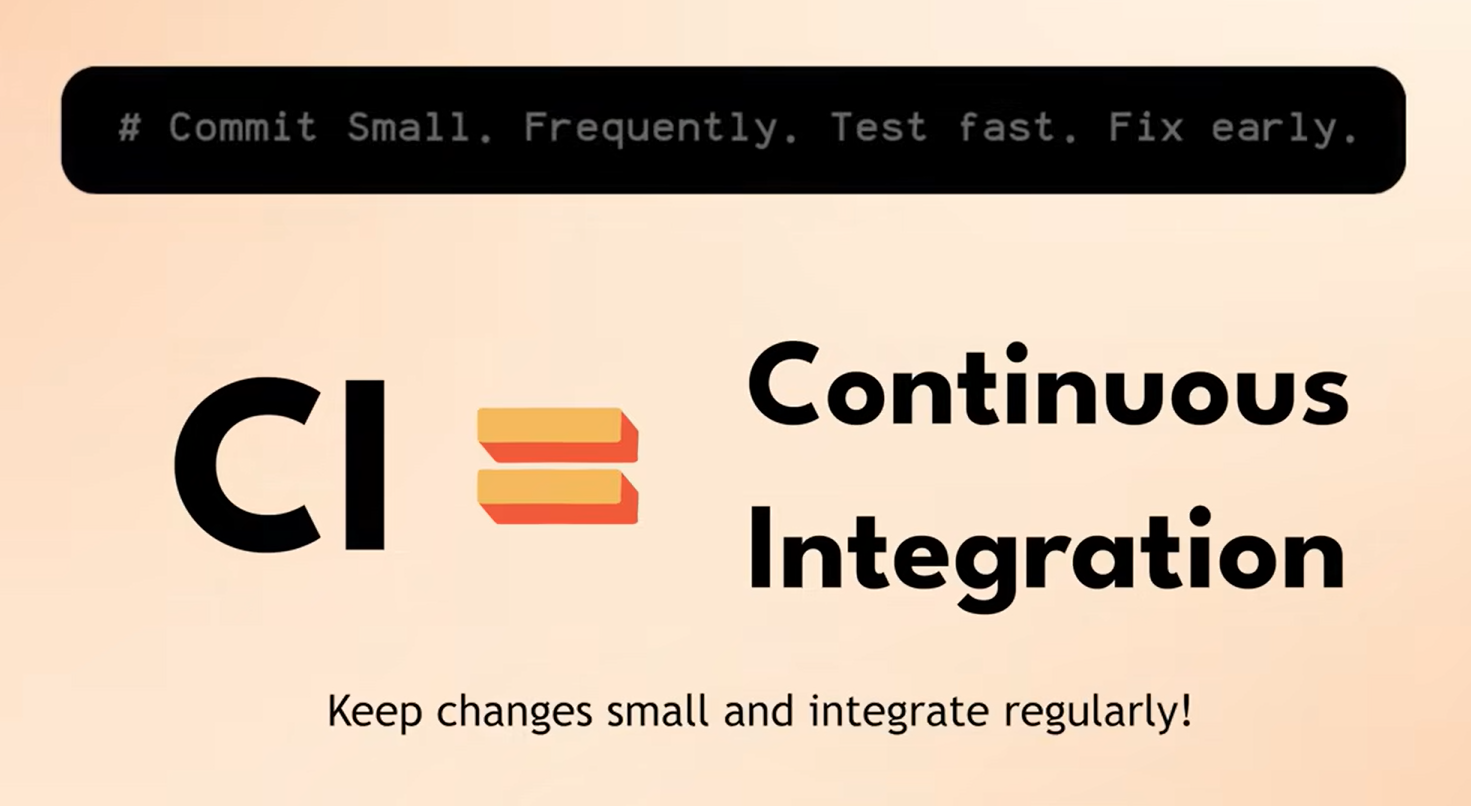 # Commit Small. Frequently. Test fast. Fix early.
CI = Continuous
Integration
Keep changes small and integrate regularly!